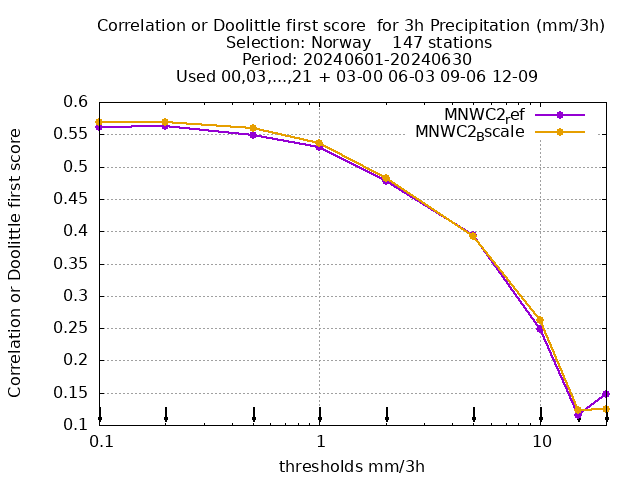 Correlation or Doolittle first score  for 3h Precipitation (mm/3h)
Selection: Norway    147 stations
Period: 20240601-20240630
Used 00,03,...,21 + 03-00 06-03 09-06 12-09
MNWC2ref
MNWC2Bscale
Correlation or Doolittle first score
0.6
0.55
0.5
0.45
0.4
0.35
0.3
0.25
0.2
0.15
0.1
0.1 1 10
thresholds mm/3h